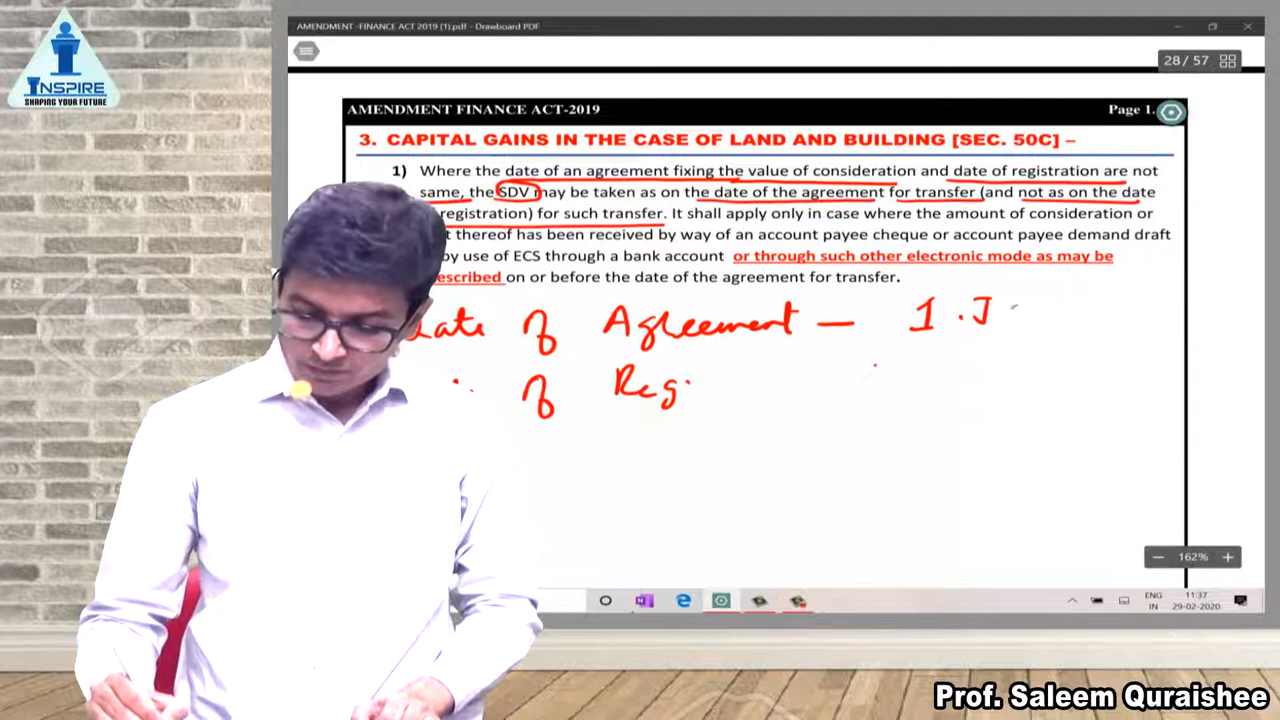 INSPIRE
SHAPING YOUR FUTURE
AMENDMENT -FINANCE ACT 2019 (1).pdf - Drawboard PDF
28 / 57
AMENDMENT FINANCE ACT-2019 Page 1.
3. CAPITAL GAINS IN THE CASE OF LAND AND BUILDING [SEC. 50C] –
1) Where the date of an agreement fixing the value of consideration and date of registration are not
same, the SDV may be taken as on the date of the agreement for transfer (and not as on the date
registration) for such transfer. It shall apply only in case where the amount of consideration or
thereof has been received by way of an account payee cheque or account payee demand draft
by use of ECS through a bank account or through such other electronic mode as may be
on or before the date of the agreement for transfer.
of Agreement – 1. J
of Reg.
162%
ENG 11:37
IN 29-02-2020
Prof. Saleem Quraishee